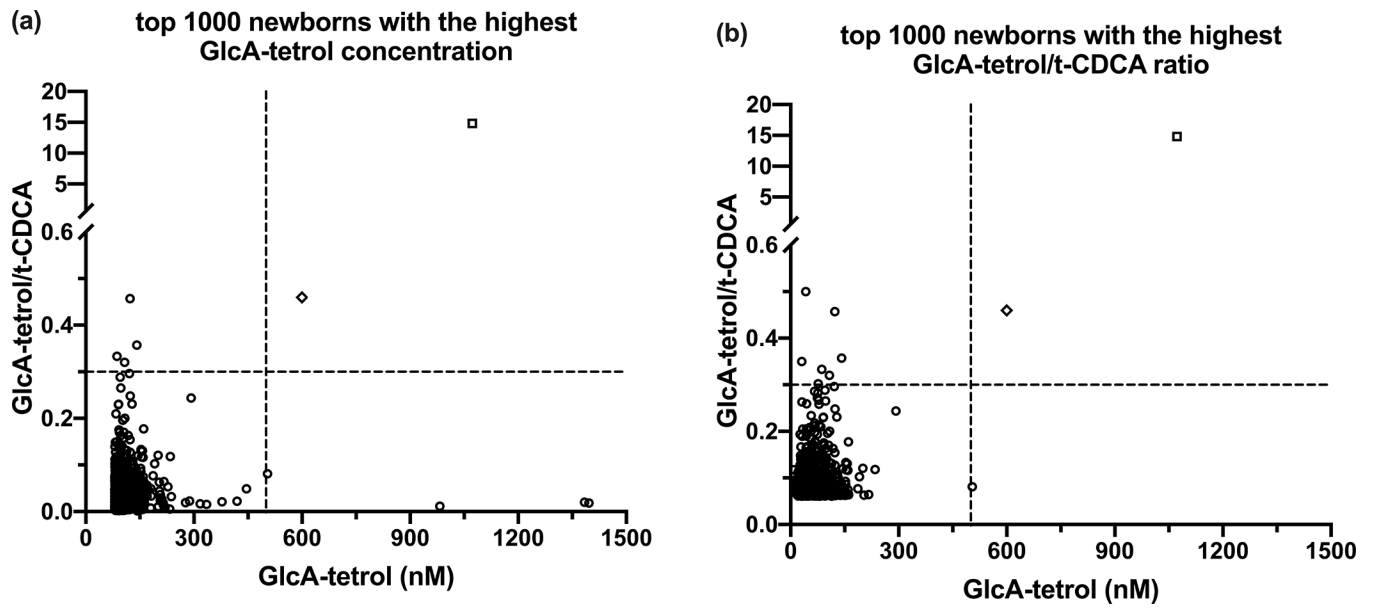 (a)
top 1000 newborns with the highest
GlcA-tetrol concentration
20
15
10
5
0.6
0.4
0.2
0.0
GlcA-tetrol/t-CDCA
0
300
600
900
1200
1500
GlcA-tetrol (nM)
(b)
top 1000 newborns with the highest
GlcA-tetrol/t-CDCA ratio
20
15
10
5
0.6
0.4
0.2
0.0
GlcA-tetrol/t-CDCA
0
300
600
900
1200
1500
GlcA-tetrol (nM)